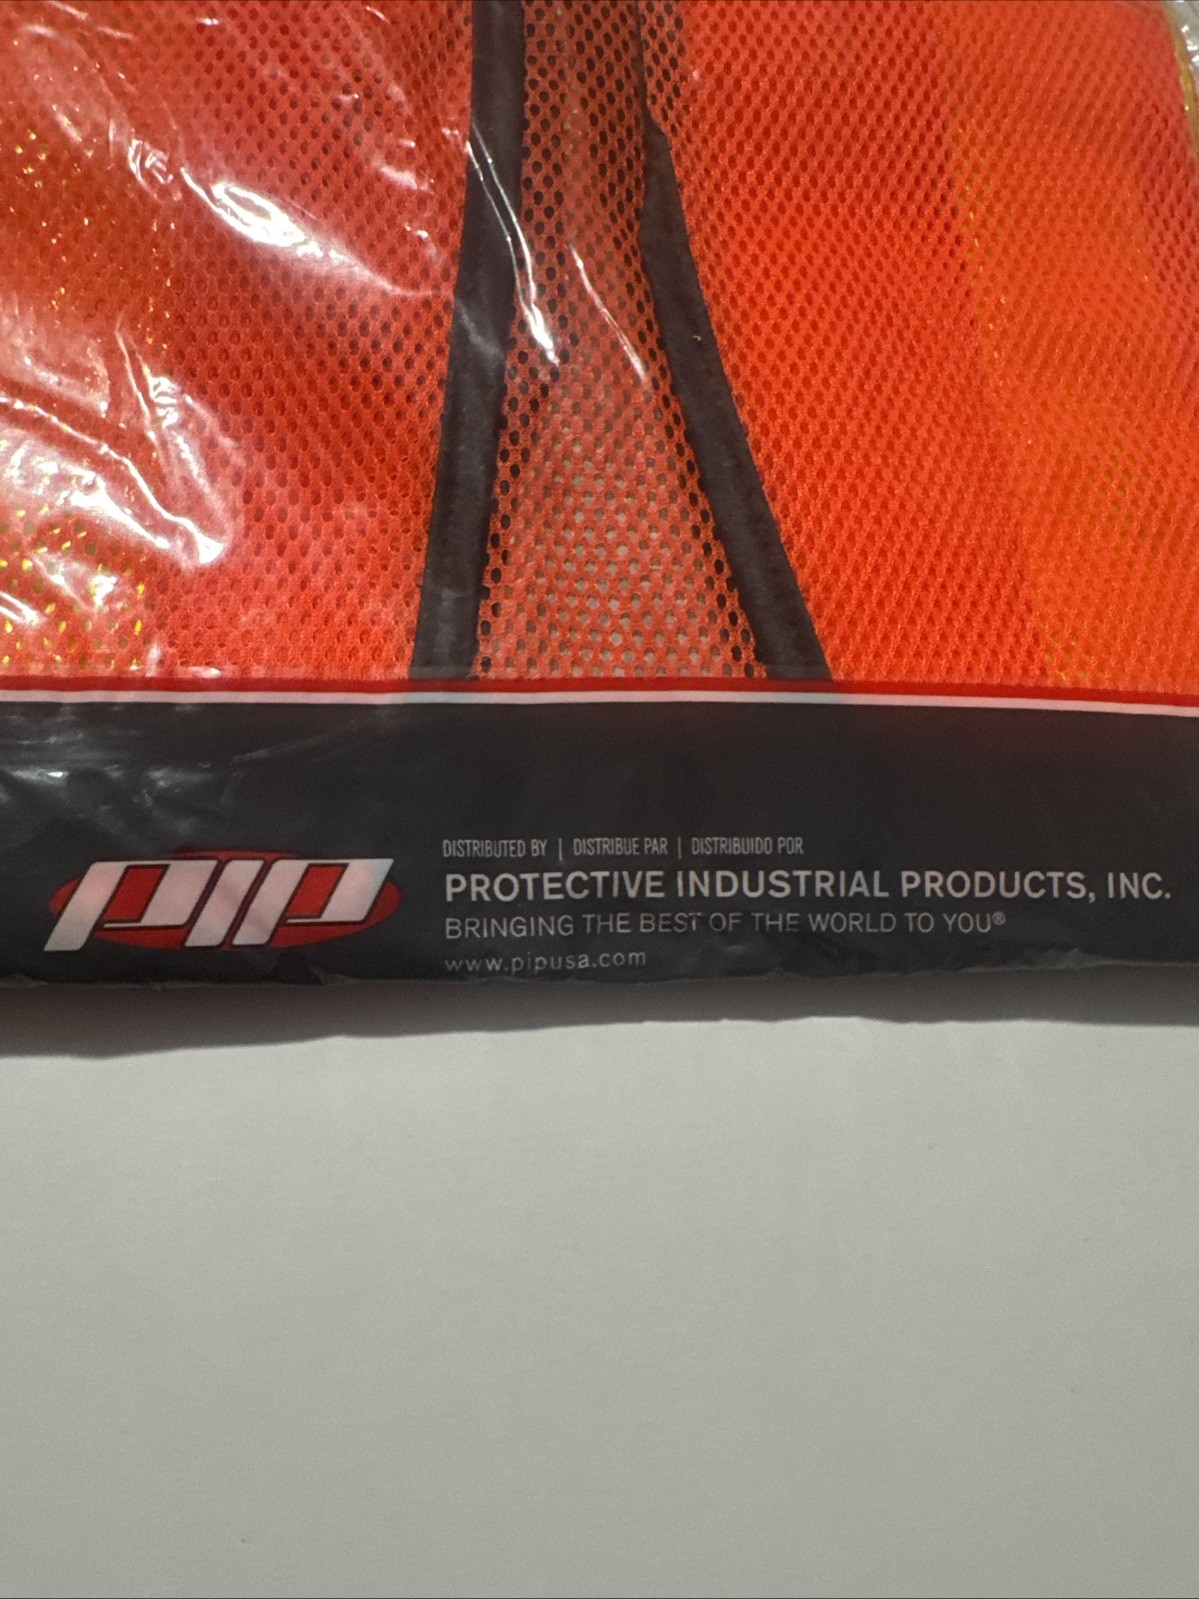 pip
DISTRIBUTED BY | DISTRIBUE PAR | DISTRIBUIDO POR
PROTECTIVE INDUSTRIAL PRODUCTS, INC.
BRINGING THE BEST OF THE WORLD TO YOU®
www.pipusa.com